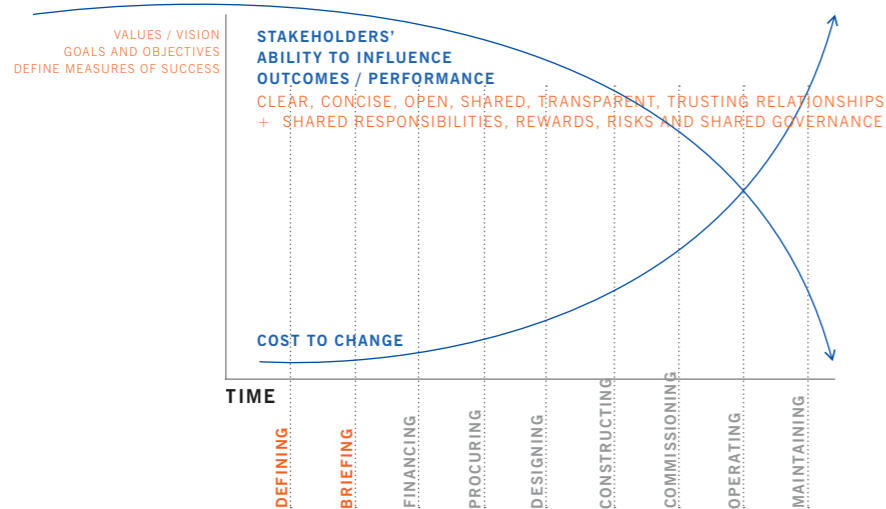 VALUES / VISION
GOALS AND OBJECTIVES
DEFINE MEASURES OF SUCCESS
STAKEHOLDERS'
ABILITY TO INFLUENCE
OUTCOMES / PERFORMANCE
CLEAR, CONCISE, OPEN, SHARED, TRANSPARENT, TRUSTING RELATIONSHIPS
+ SHARED RESPONSIBILITIES, REWARDS, RISKS AND SHARED GOVERNANCE
COST TO CHANGE
TIME
DEFINING
BRIEFING
FINANCING
PROCURING
DESIGNING
CONSTRUCTING
COMMISSIONING
OPERATING
MAINTAINING